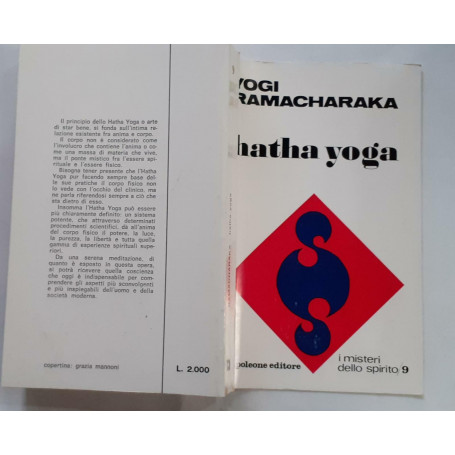 Il principio dello Hatha Yoga o arte
di star bene, si fonda sull'intima re-
lazione esistente fra anima e corpo.
Il corpo non è considerato come
l'involucro che contiene l'anima o co-
me una massa di materia che vive,
ma il ponte mistico fra l'essere spiri-
tuale e l'essere fisico.
Bisogna tener presente che l'Hatha
Yoga pur facendo sempre base del-
le sue pratiche il corpo fisico non
lo vede con l'occhio del clinico, ma
ne parla riferendosi sempre a ciò che
sta dietro di esso.
Insomma l'Hatha Yoga può essere
più chiaramente definito: un sistema
potente, che attraverso determinati
procedimenti scientifici, dà all'anima
del corpo fisico il potere, la luce,
la purezza, la libertà e tutta quella
gamma di esperienze spirituali supe-
riori.
Da una serena meditazione, di
quanto è esposto in questa opera,
si potrà ricevere quella coscienza
che oggi è indispensabile per com-
prendere gli aspetti più sconvolgenti
e più inspiegabili dell'uomo e della
società moderna.
copertina: grazia mannoni
L. 2.000
YOGI
RAMACHARAKA
hatha yoga
poleone editore
i misteri
dello spirito/9